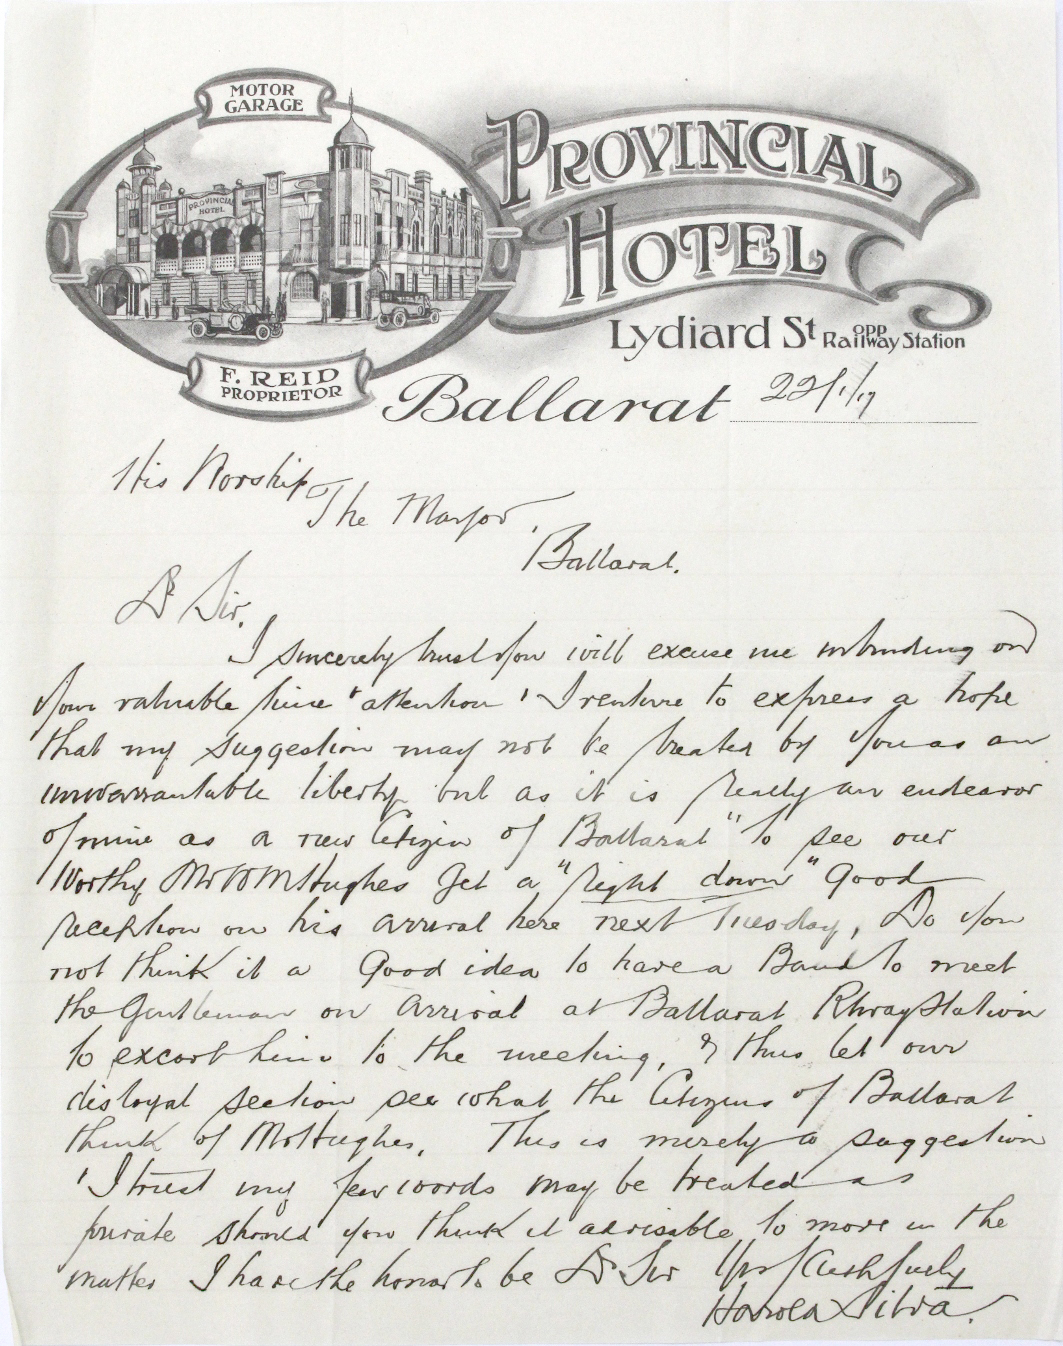 MOTOR
GARAGE
PROVINCIAL
HOTEL
PROVINCIAL
HOTEL
Lydiard St opp Railway Station
F. REID
PROPRIETOR
Ballarat 22/1/17
His Worship
The Mayor,
Ballarat.
Dr Sir,
I sincerely trust you will excuse me intruding on
your valuable time & attention & I venture to express a hope
that my suggestion may not be treated by you as an
unwarrantable liberty but as it is really an endeavor
of mine as a new Citizen of Ballarat" to see our
Worthy Mr W M Hughes get a "right down" good
reception on his arrival here next Tuesday, Do you
not think it a good idea to have a Band to meet
the Gentleman on arrival at Ballarat Rlway Station
to escort him to the meeting, & thus let our
disloyal section see what the Citizens of Ballarat
think of Mr Hughes. This is merely a suggestion
& I trust my few words may be treated as
private should you think it advisable to move in the
matter I have the honor to be Dr Sir Yrs faithfully
Harold Silva.